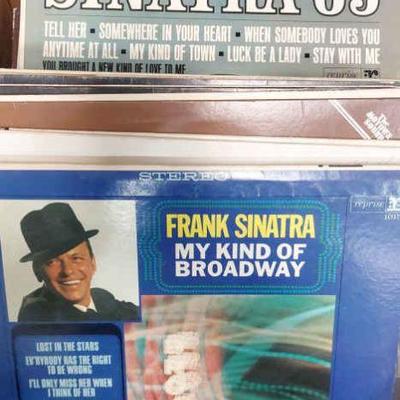 SINATRA '65
TELL HER • SOMEWHERE IN YOUR HEART • WHEN SOMEBODY LOVES YOU
ANYTIME AT ALL • MY KIND OF TOWN • LUCK BE A LADY • STAY WITH ME
YOU BROUGHT A NEW KIND OF LOVE TO ME
reprise
STEREO
FRANK SINATRA
MY KIND OF
BROADWAY
reprise
LOST IN THE STARS
EV'RYBODY HAS THE RIGHT
TO BE WRONG
I'LL ONLY MISS HER WHEN
I THINK OF HER